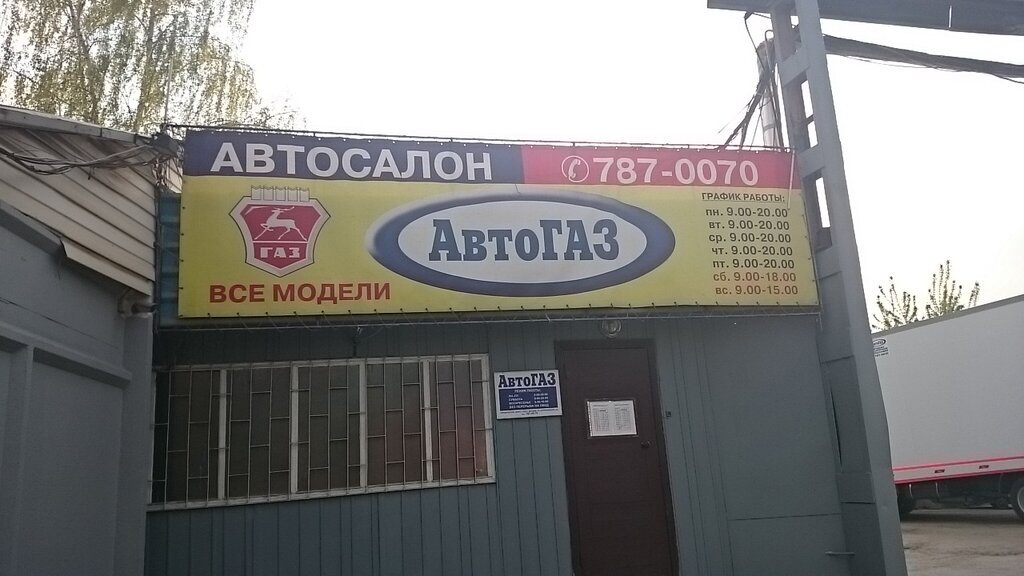 АВТОСАЛОН
787-0070
ГРАФИК РАБОТЫ:
пн. 9.00-20.00
вт. 9.00-20.00
ср. 9.00-20.00
чт. 9.00-20.00
пт. 9.00-20.00
сб. 9.00-18.00
вс. 9.00-15.00
АвтоГАЗ
ГАЗ
ВСЕ МОДЕЛИ
АвтоГАЗ